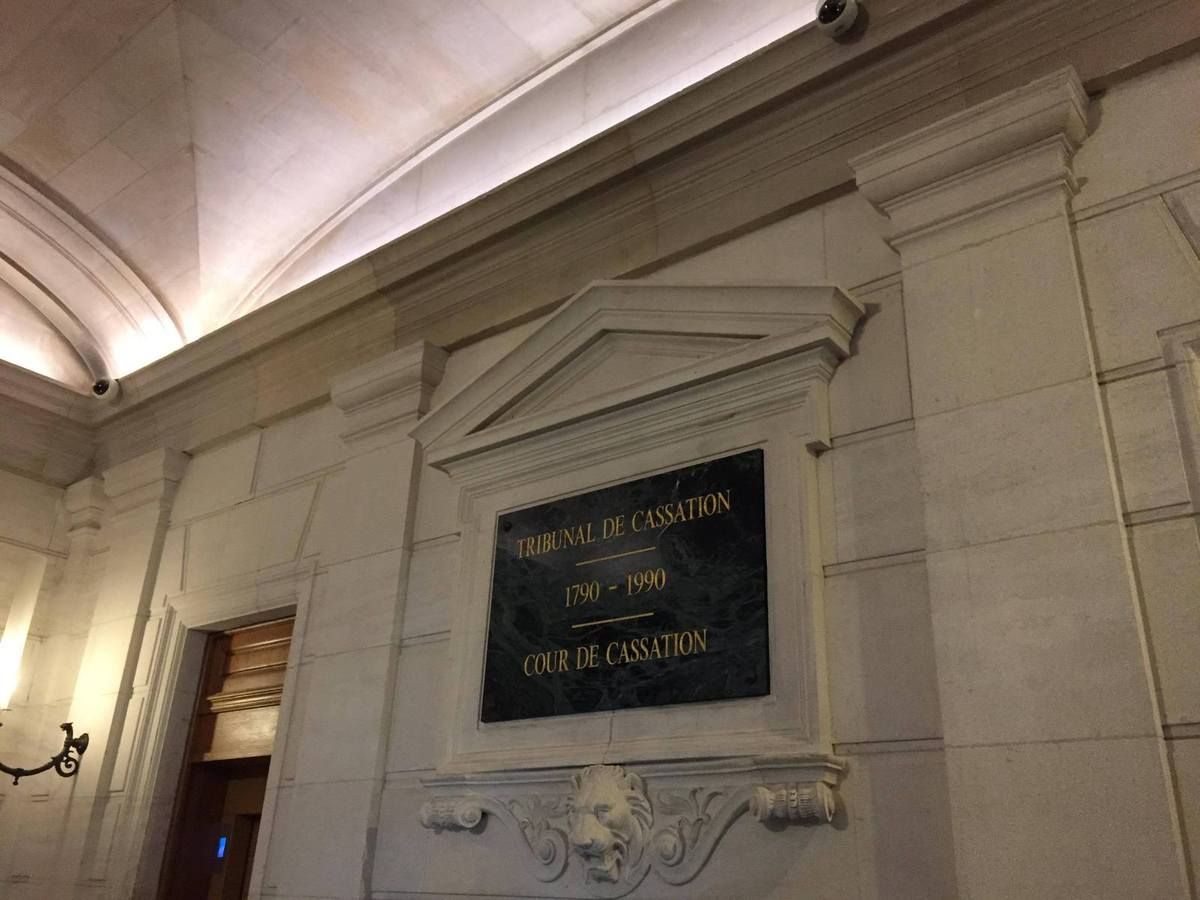 TRIBUNAL DE CASSATION
1790 - 1990
COUR DE CASSATION